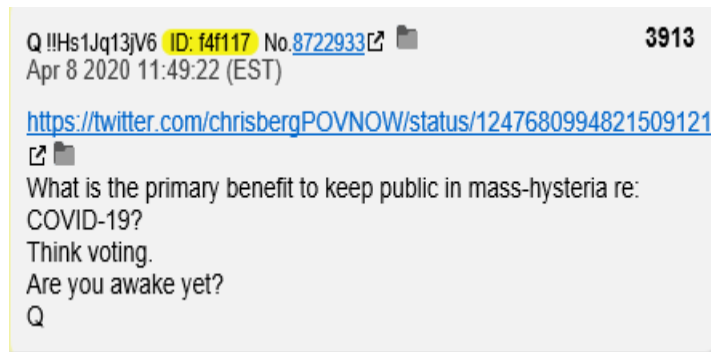 Q !!Hs1Jq13jV6 ID: f4f117 No.8722933 3913
Apr 8 2020 11:49:22 (EST)
https://twitter.com/chrisbergPOVNOW/status/1247680994821509121
What is the primary benefit to keep public in mass-hysteria re:
COVID-19?
Think voting.
Are you awake yet?
Q